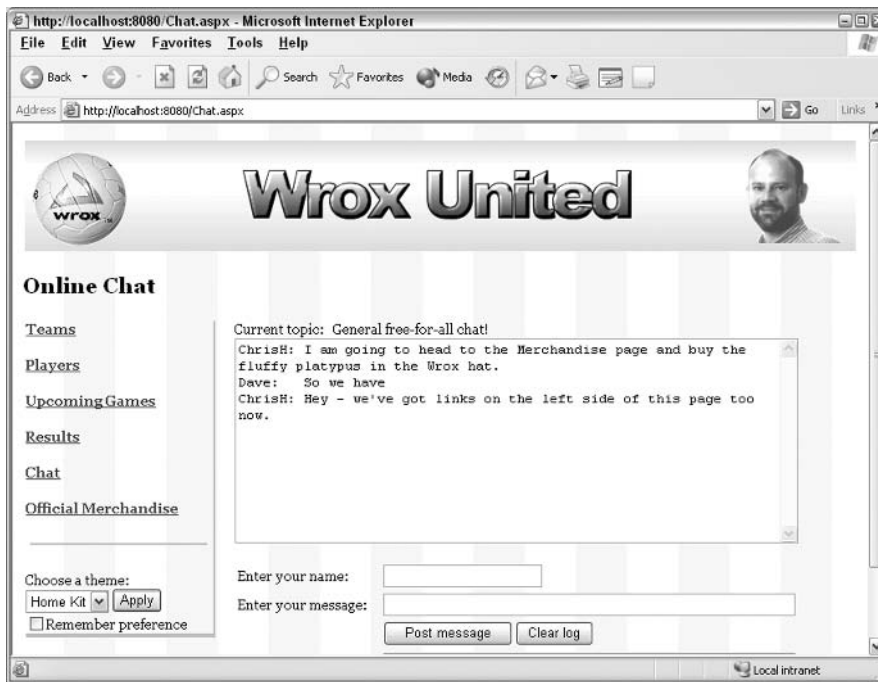 http://localhost:8080/Chat.aspx - Microsoft Internet Explorer
File Edit View Favorites Tools Help
Back Search Favorites Media
Address http://localhost:8080/Chat.aspx Go Links
wrox
Wrox United
Online Chat
Teams
Players
Upcoming Games
Results
Chat
Official Merchandise
Choose a theme:
Home Kit Apply
Remember preference
Current topic: General free-for-all chat!
ChrisH: I am going to head to the Merchandise page and buy the
fluffy platypus in the Wrox hat.
Dave: So we have
ChrisH: Hey - we've got links on the left side of this page too
now.
Enter your name:
Enter your message:
Post message Clear log
Local intranet